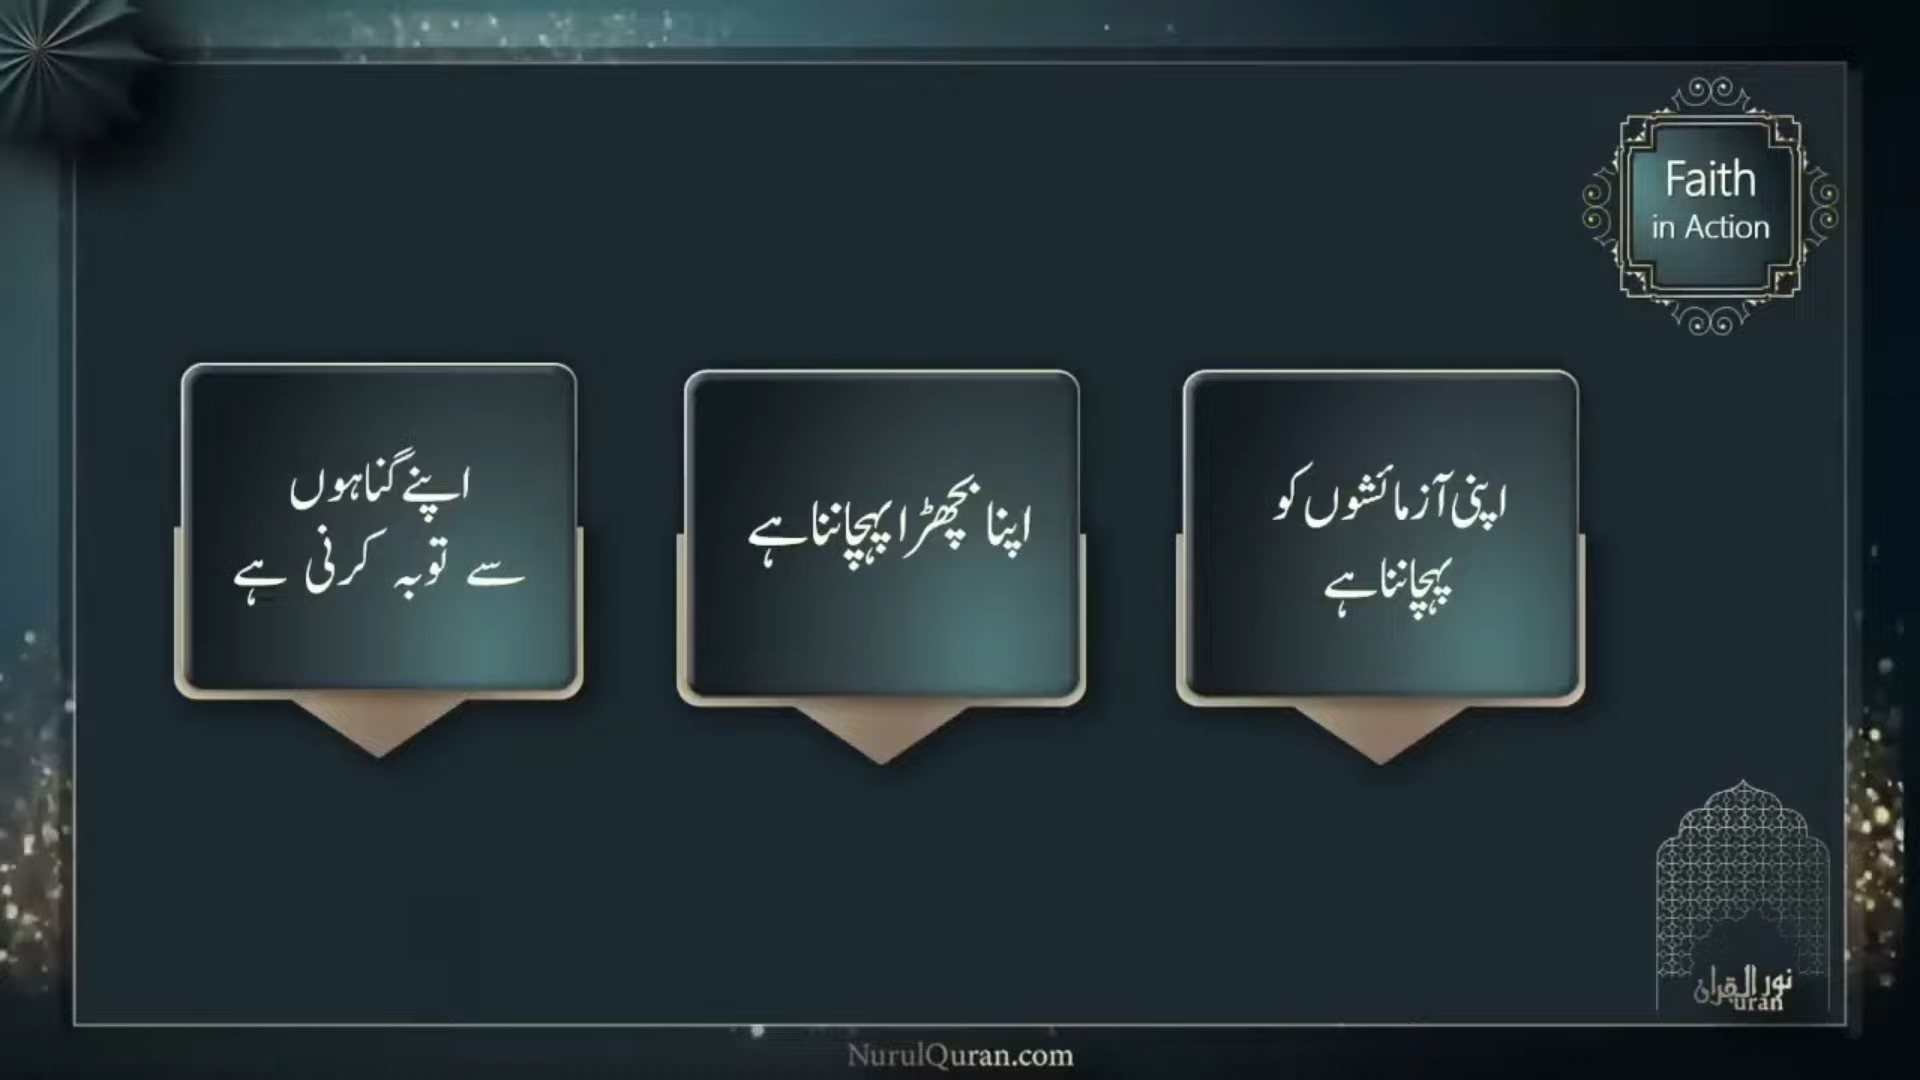 Faith
in Action
اپنی آزمائشوں کو
پہچاننا ہے
اپنا بچھڑا پہچاننا ہے
اپنے گناہوں
سے توبہ کرنی ہے
نور القرآن
uran
NurulQuran.com